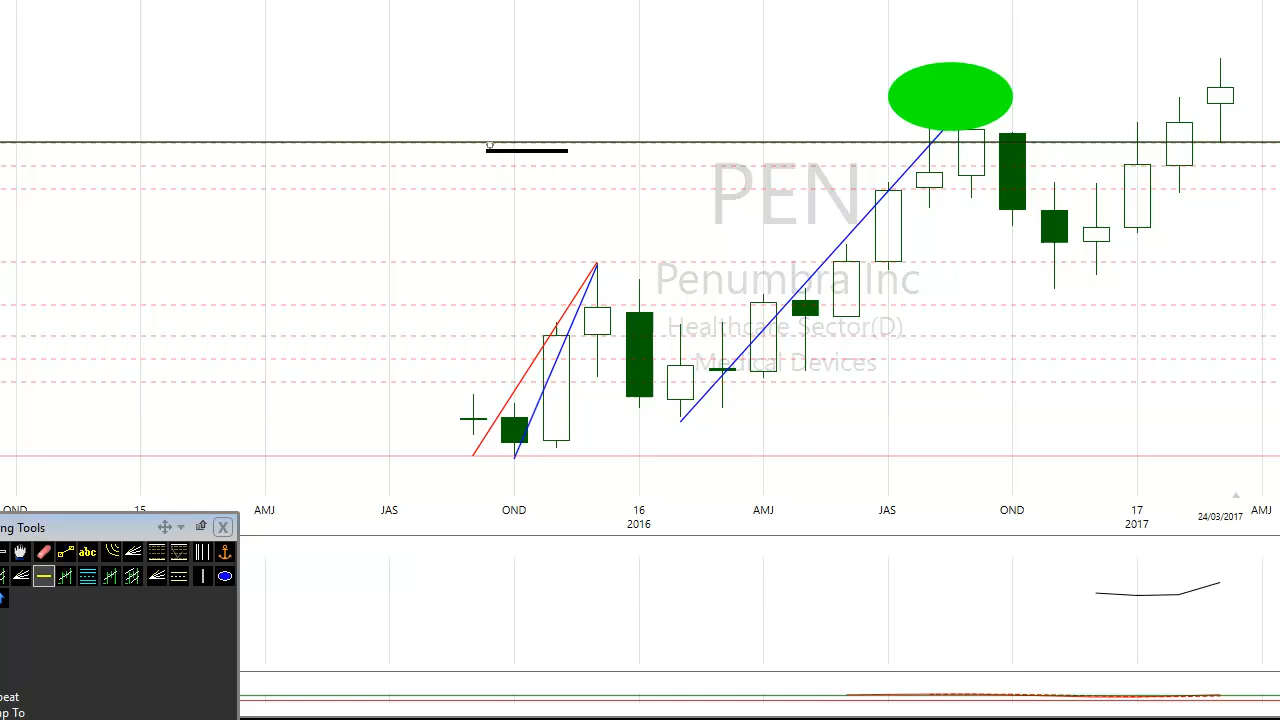 PEN
Penumbra Inc
Healthcare Sector(D)
Medical Devices
OND 15 AMJ JAS OND 16 AMJ JAS OND 17 AMJ
2016 2017 24/03/2017
ng Tools
X
abc
peat
mp To